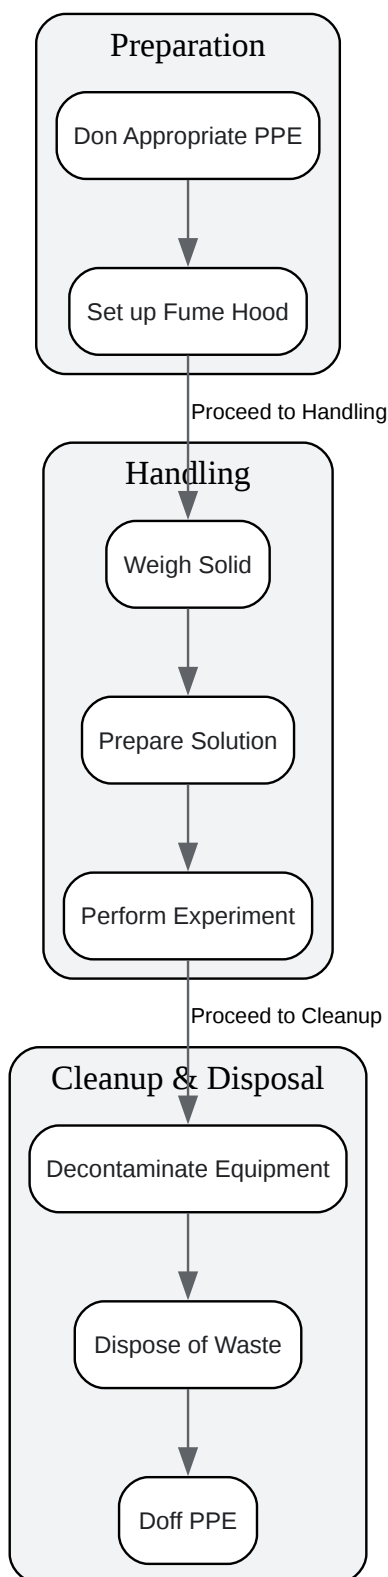 Preparation
Don Appropriate PPE
Set up Fume Hood
Proceed to Handling
Handling
Weigh Solid
Prepare Solution
Perform Experiment
Proceed to Cleanup
Cleanup & Disposal
Decontaminate Equipment
Dispose of Waste
Doff PPE